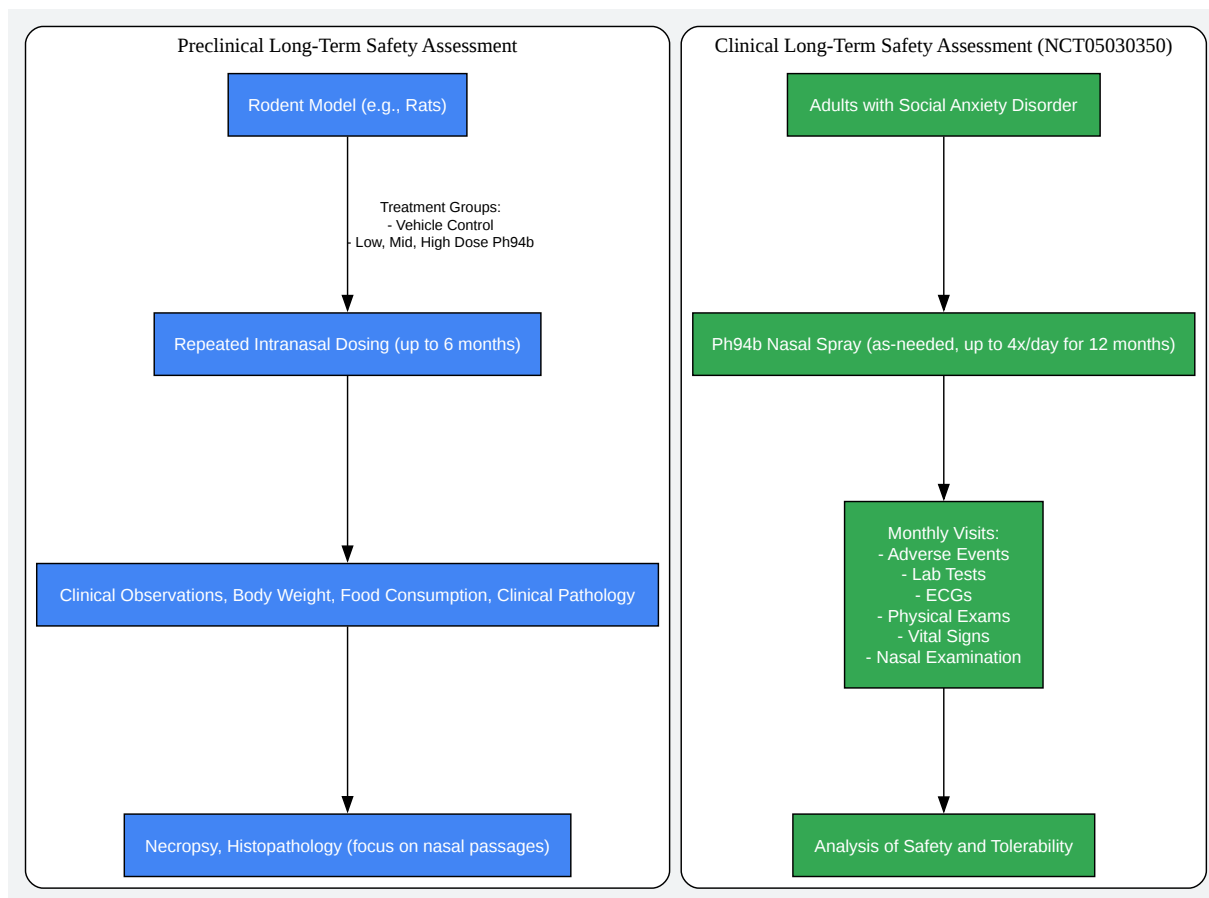 Preclinical Long-Term Safety Assessment
Rodent Model (e.g., Rats)
Treatment Groups:
- Vehicle Control
- Low, Mid, High Dose Ph94b
Repeated Intranasal Dosing (up to 6 months)
Clinical Observations, Body Weight, Food Consumption, Clinical Pathology
Necropsy, Histopathology (focus on nasal passages)
Clinical Long-Term Safety Assessment (NCT05030350)
Adults with Social Anxiety Disorder
Ph94b Nasal Spray (as-needed, up to 4x/day for 12 months)
Monthly Visits:
- Adverse Events
- Lab Tests
- ECGs
- Physical Exams
- Vital Signs
- Nasal Examination
Analysis of Safety and Tolerability